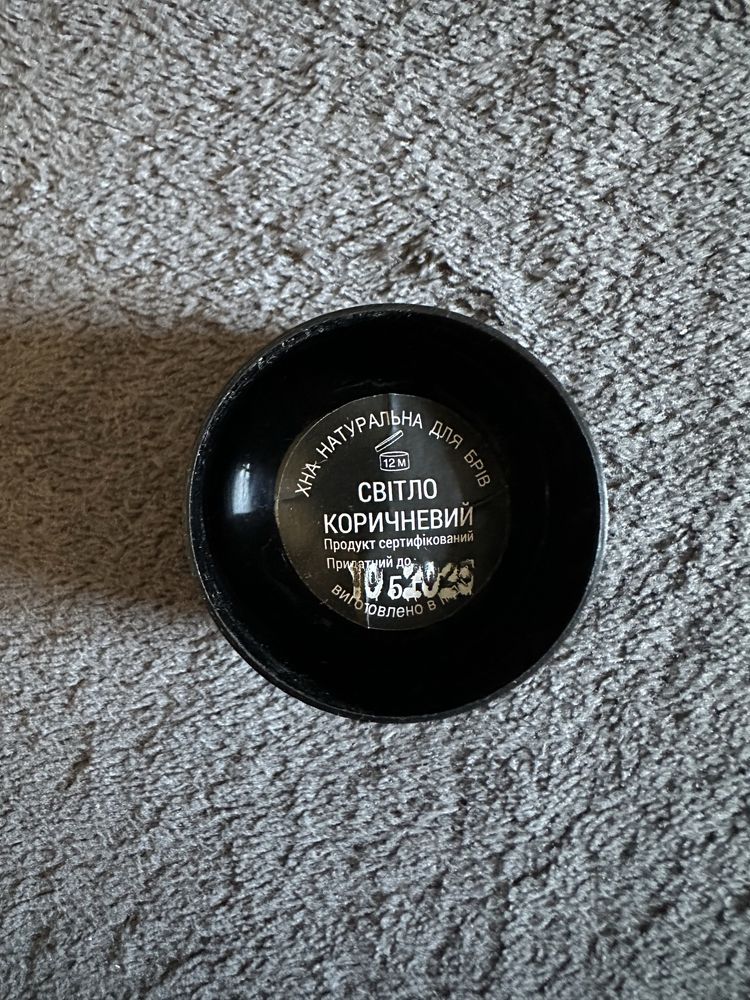 ХНА НАТУРАЛЬНА ДЛЯ БРІВ
12 М
СВІТЛО
КОРИЧНЕВИЙ
Продукт сертифікований
Придатний до:
виготовлено в